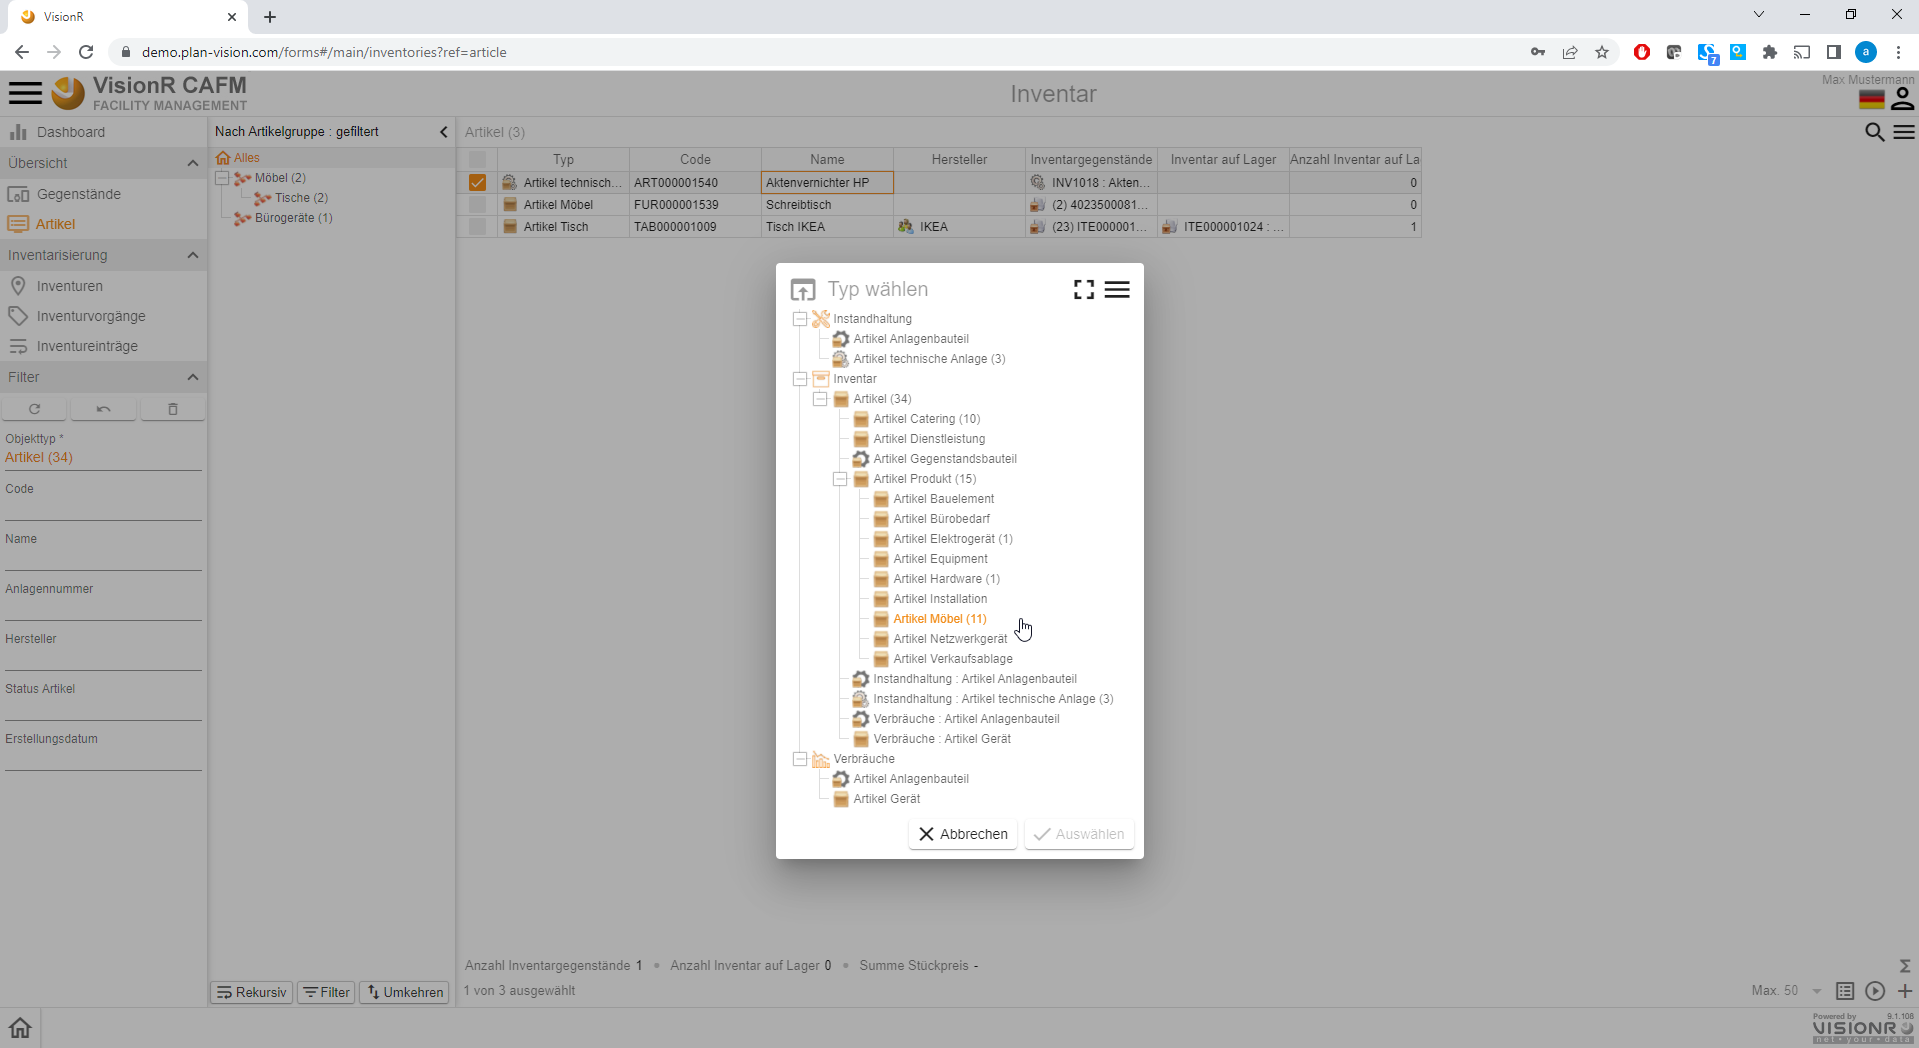 VisionR
demo.plan-vision.com/forms#/main/inventories?ref=article
7
a
VisionR CAFM
FACILITY MANAGEMENT
Inventar
Max Mustermann
Dashboard
Übersicht
Gegenstände
Artikel
Inventarisierung
Inventuren
Inventurvorgänge
Inventureinträge
Filter
Objekttyp *
Artikel (34)
Code
Name
Anlagennummer
Hersteller
Status Artikel
Erstellungsdatum
Nach Artikelgruppe : gefiltert
Alles
Möbel (2)
Tische (2)
Bürogeräte (1)
Rekursiv Filter Umkehren
Artikel (3)
Typ Code Name Hersteller Inventargegenstände Inventar auf Lager Anzahl Inventar auf La
Artikel technisch... ART000001540 Aktenvernichter HP INV1018 : Akten... 0
Artikel Möbel FUR000001539 Schreibtisch (2) 4023500081... 0
Artikel Tisch TAB000001009 Tisch IKEA IKEA (23) ITE000001... ITE000001024 : ... 1
Typ wählen
Instandhaltung
Artikel Anlagenbauteil
Artikel technische Anlage (3)
Inventar
Artikel (34)
Artikel Catering (10)
Artikel Dienstleistung
Artikel Gegenstandsbauteil
Artikel Produkt (15)
Artikel Bauelement
Artikel Bürobedarf
Artikel Elektrogerät (1)
Artikel Equipment
Artikel Hardware (1)
Artikel Installation
Artikel Möbel (11)
Artikel Netzwerkgerät
Artikel Verkaufsablage
Instandhaltung : Artikel Anlagenbauteil
Instandhaltung : Artikel technische Anlage (3)
Verbräuche : Artikel Anlagenbauteil
Verbräuche : Artikel Gerät
Verbräuche
Artikel Anlagenbauteil
Artikel Gerät
Abbrechen Auswählen
Anzahl Inventargegenstände 1 • Anzahl Inventar auf Lager 0 • Summe Stückpreis -
1 von 3 ausgewählt
Max. 50
Powered by 9.1.108
VISIONR
net • your • data